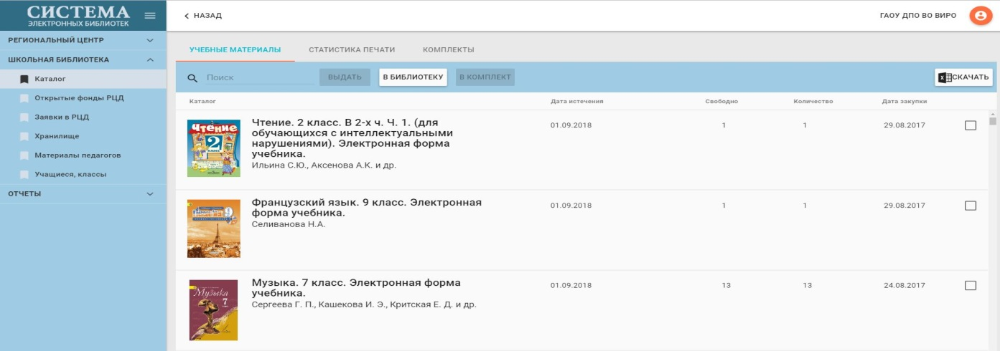 СИСТЕМА
ЭЛЕКТРОННЫХ БИБЛИОТЕК
НАЗАД
ГАОУ ДПО ВО ВИРО
РЕГИОНАЛЬНЫЙ ЦЕНТР
ШКОЛЬНАЯ БИБЛИОТЕКА
Каталог
Открытые фонды РЦД
Заявки в РЦД
Хранилище
Материалы педагогов
Учащиеся, классы
ОТЧЕТЫ
УЧЕБНЫЕ МАТЕРИАЛЫ СТАТИСТИКА ПЕЧАТИ КОМПЛЕКТЫ
Поиск ВЫДАТЬ В БИБЛИОТЕКУ В КОМПЛЕКТ СКАЧАТЬ
Каталог Дата истечения Свободно Количество Дата закупки
Чтение
2
Чтение. 2 класс. В 2-х ч. Ч. 1. (для
обучающихся с интеллектуальными
нарушениями). Электронная форма
учебника.
Ильина С.Ю., Аксенова А.К. и др.
01.09.2018 1 1 29.08.2017
9
Французский язык. 9 класс. Электронная
форма учебника.
Селиванова Н.А.
01.09.2018 1 1 29.08.2017
Музыка
7
Музыка. 7 класс. Электронная форма
учебника.
Сергеева Г. П., Кашекова И. Э., Критская Е. Д. и др.
01.09.2018 13 13 24.08.2017